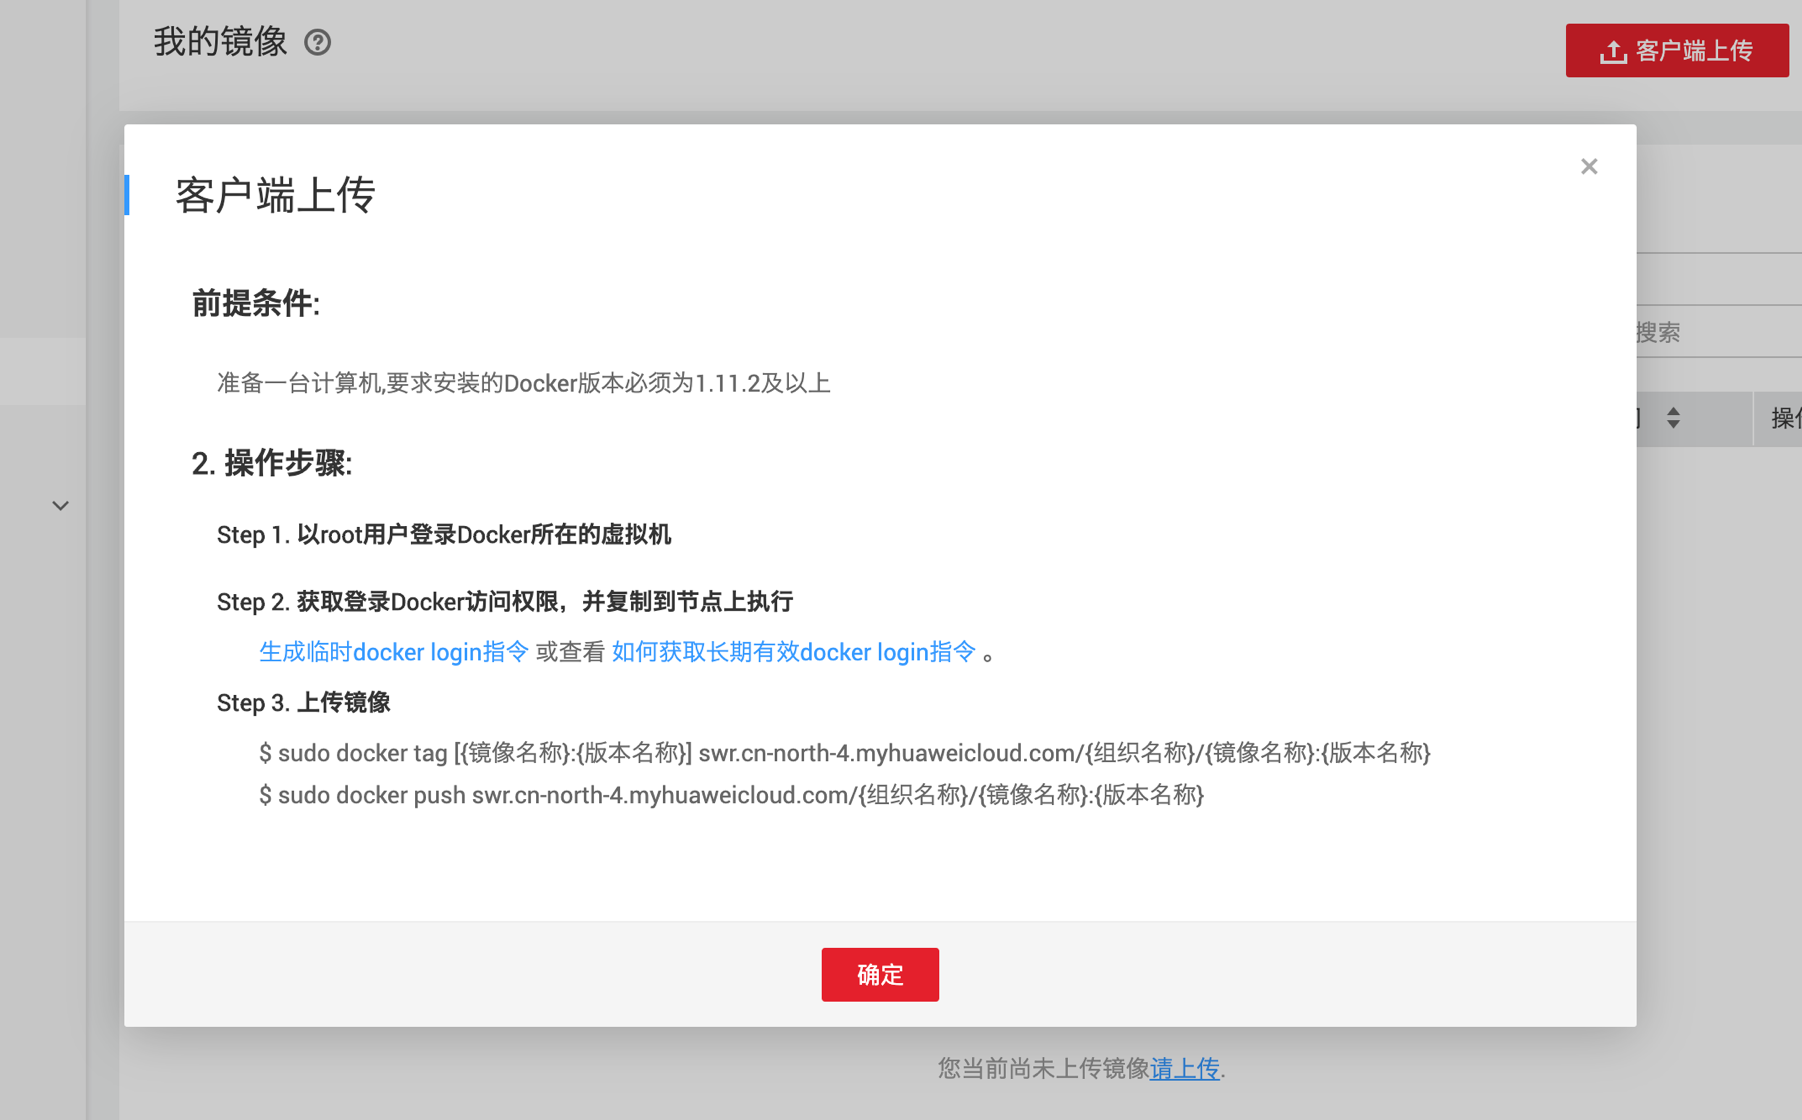 我的镜像
客户端上传
客户端上传
前提条件:
搜索
准备一台计算机,要求安装的Docker版本必须为1.11.2及以上
2. 操作步骤:
Step 1. 以root用户登录Docker所在的虚拟机
Step 2. 获取登录Docker访问权限，并复制到节点上执行
生成临时docker login指令 或查看 如何获取长期有效docker login指令 。
Step 3. 上传镜像
$ sudo docker tag [{镜像名称}:{版本名称}] swr.cn-north-4.myhuaweicloud.com/{组织名称}/{镜像名称}:{版本名称}
$ sudo docker push swr.cn-north-4.myhuaweicloud.com/{组织名称}/{镜像名称}:{版本名称}
确定
您当前尚未上传镜像请上传.